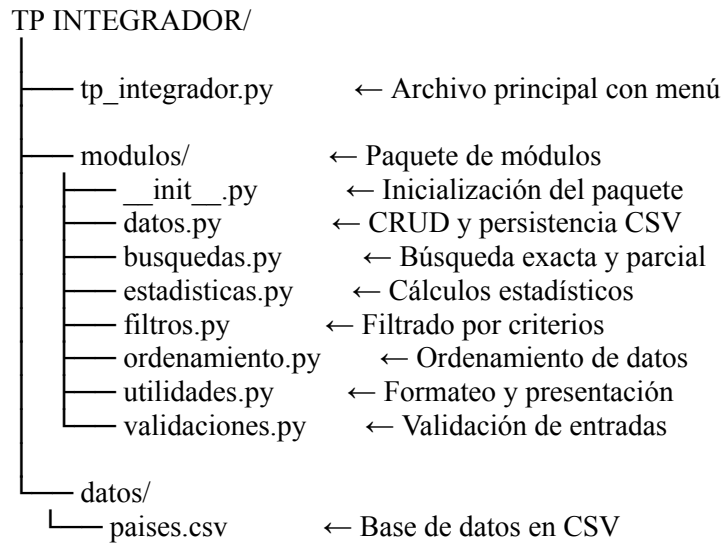 TP INTEGRADOR/
tp_integrador.py ← Archivo principal con menú
modulos/ ← Paquete de módulos
__init__.py ← Inicialización del paquete
datos.py ← CRUD y persistencia CSV
busquedas.py ← Búsqueda exacta y parcial
estadisticas.py ← Cálculos estadísticos
filtros.py ← Filtrado por criterios
ordenamiento.py ← Ordenamiento de datos
utilidades.py ← Formateo y presentación
validaciones.py ← Validación de entradas
datos/
paises.csv ← Base de datos en CSV